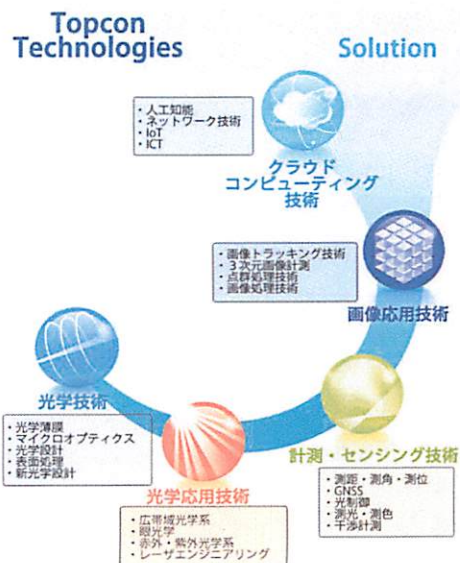 Topcon
Technologies
Solution
・人工知能
・ネットワーク技術
・IoT
・ICT
クラウド
コンピューティング
技術
・画像トラッキング技術
・３次元画像計測
・点群処理技術
・画像処理技術
画像応用技術
光学技術
・光学薄膜
・マイクロオプティクス
・光学設計
・表面処理
・新光学設計
光学応用技術
・広帯域光学系
・眼光学
・赤外・紫外光学系
・レーザエンジニアリング
計測・センシング技術
・測距・測角・測位
・GNSS
・光制御
・測光・測色
・干渉計測